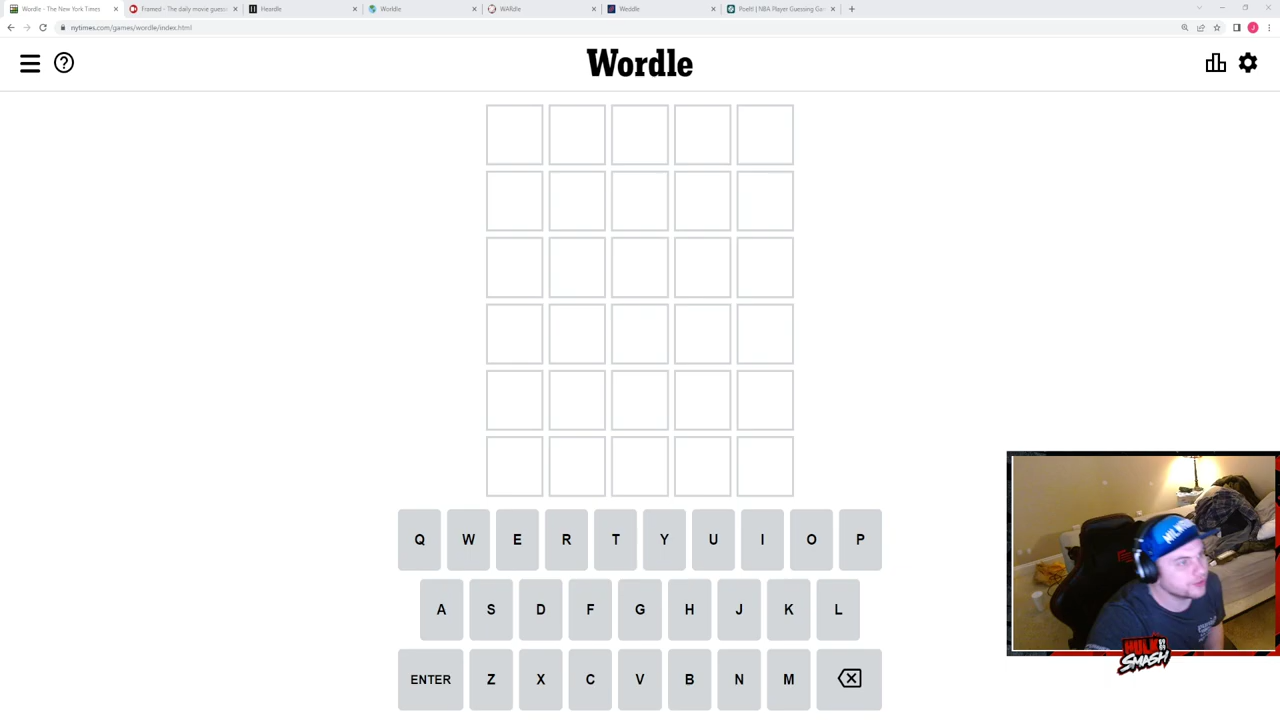 Wordle - The New York Times
Framed - The daily movie guess
Heardle
Worldle
WARdle
Weddle
Poeltl | NBA Player Guessing Ga
nytimes.com/games/wordle/index.html
J
Wordle
Q W E R T Y U I O P
A S D F G H J K L
ENTER Z X C V B N M
HULK
SMASH